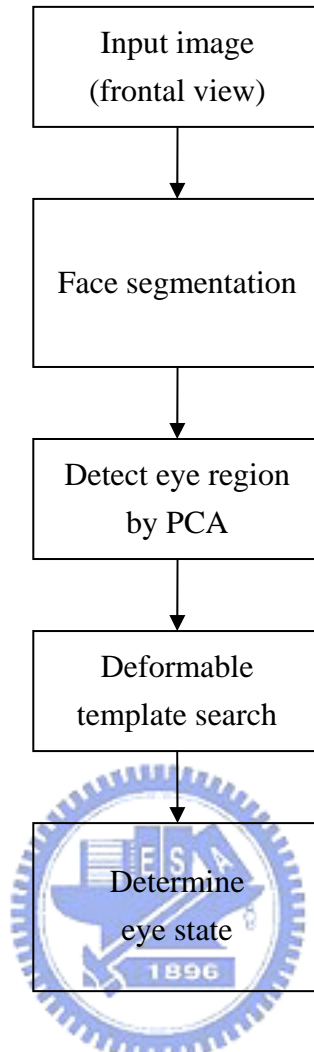 Input image
(frontal view)
Face segmentation
Detect eye region
by PCA
Deformable
template search
E S A
Determine
eye state
1896